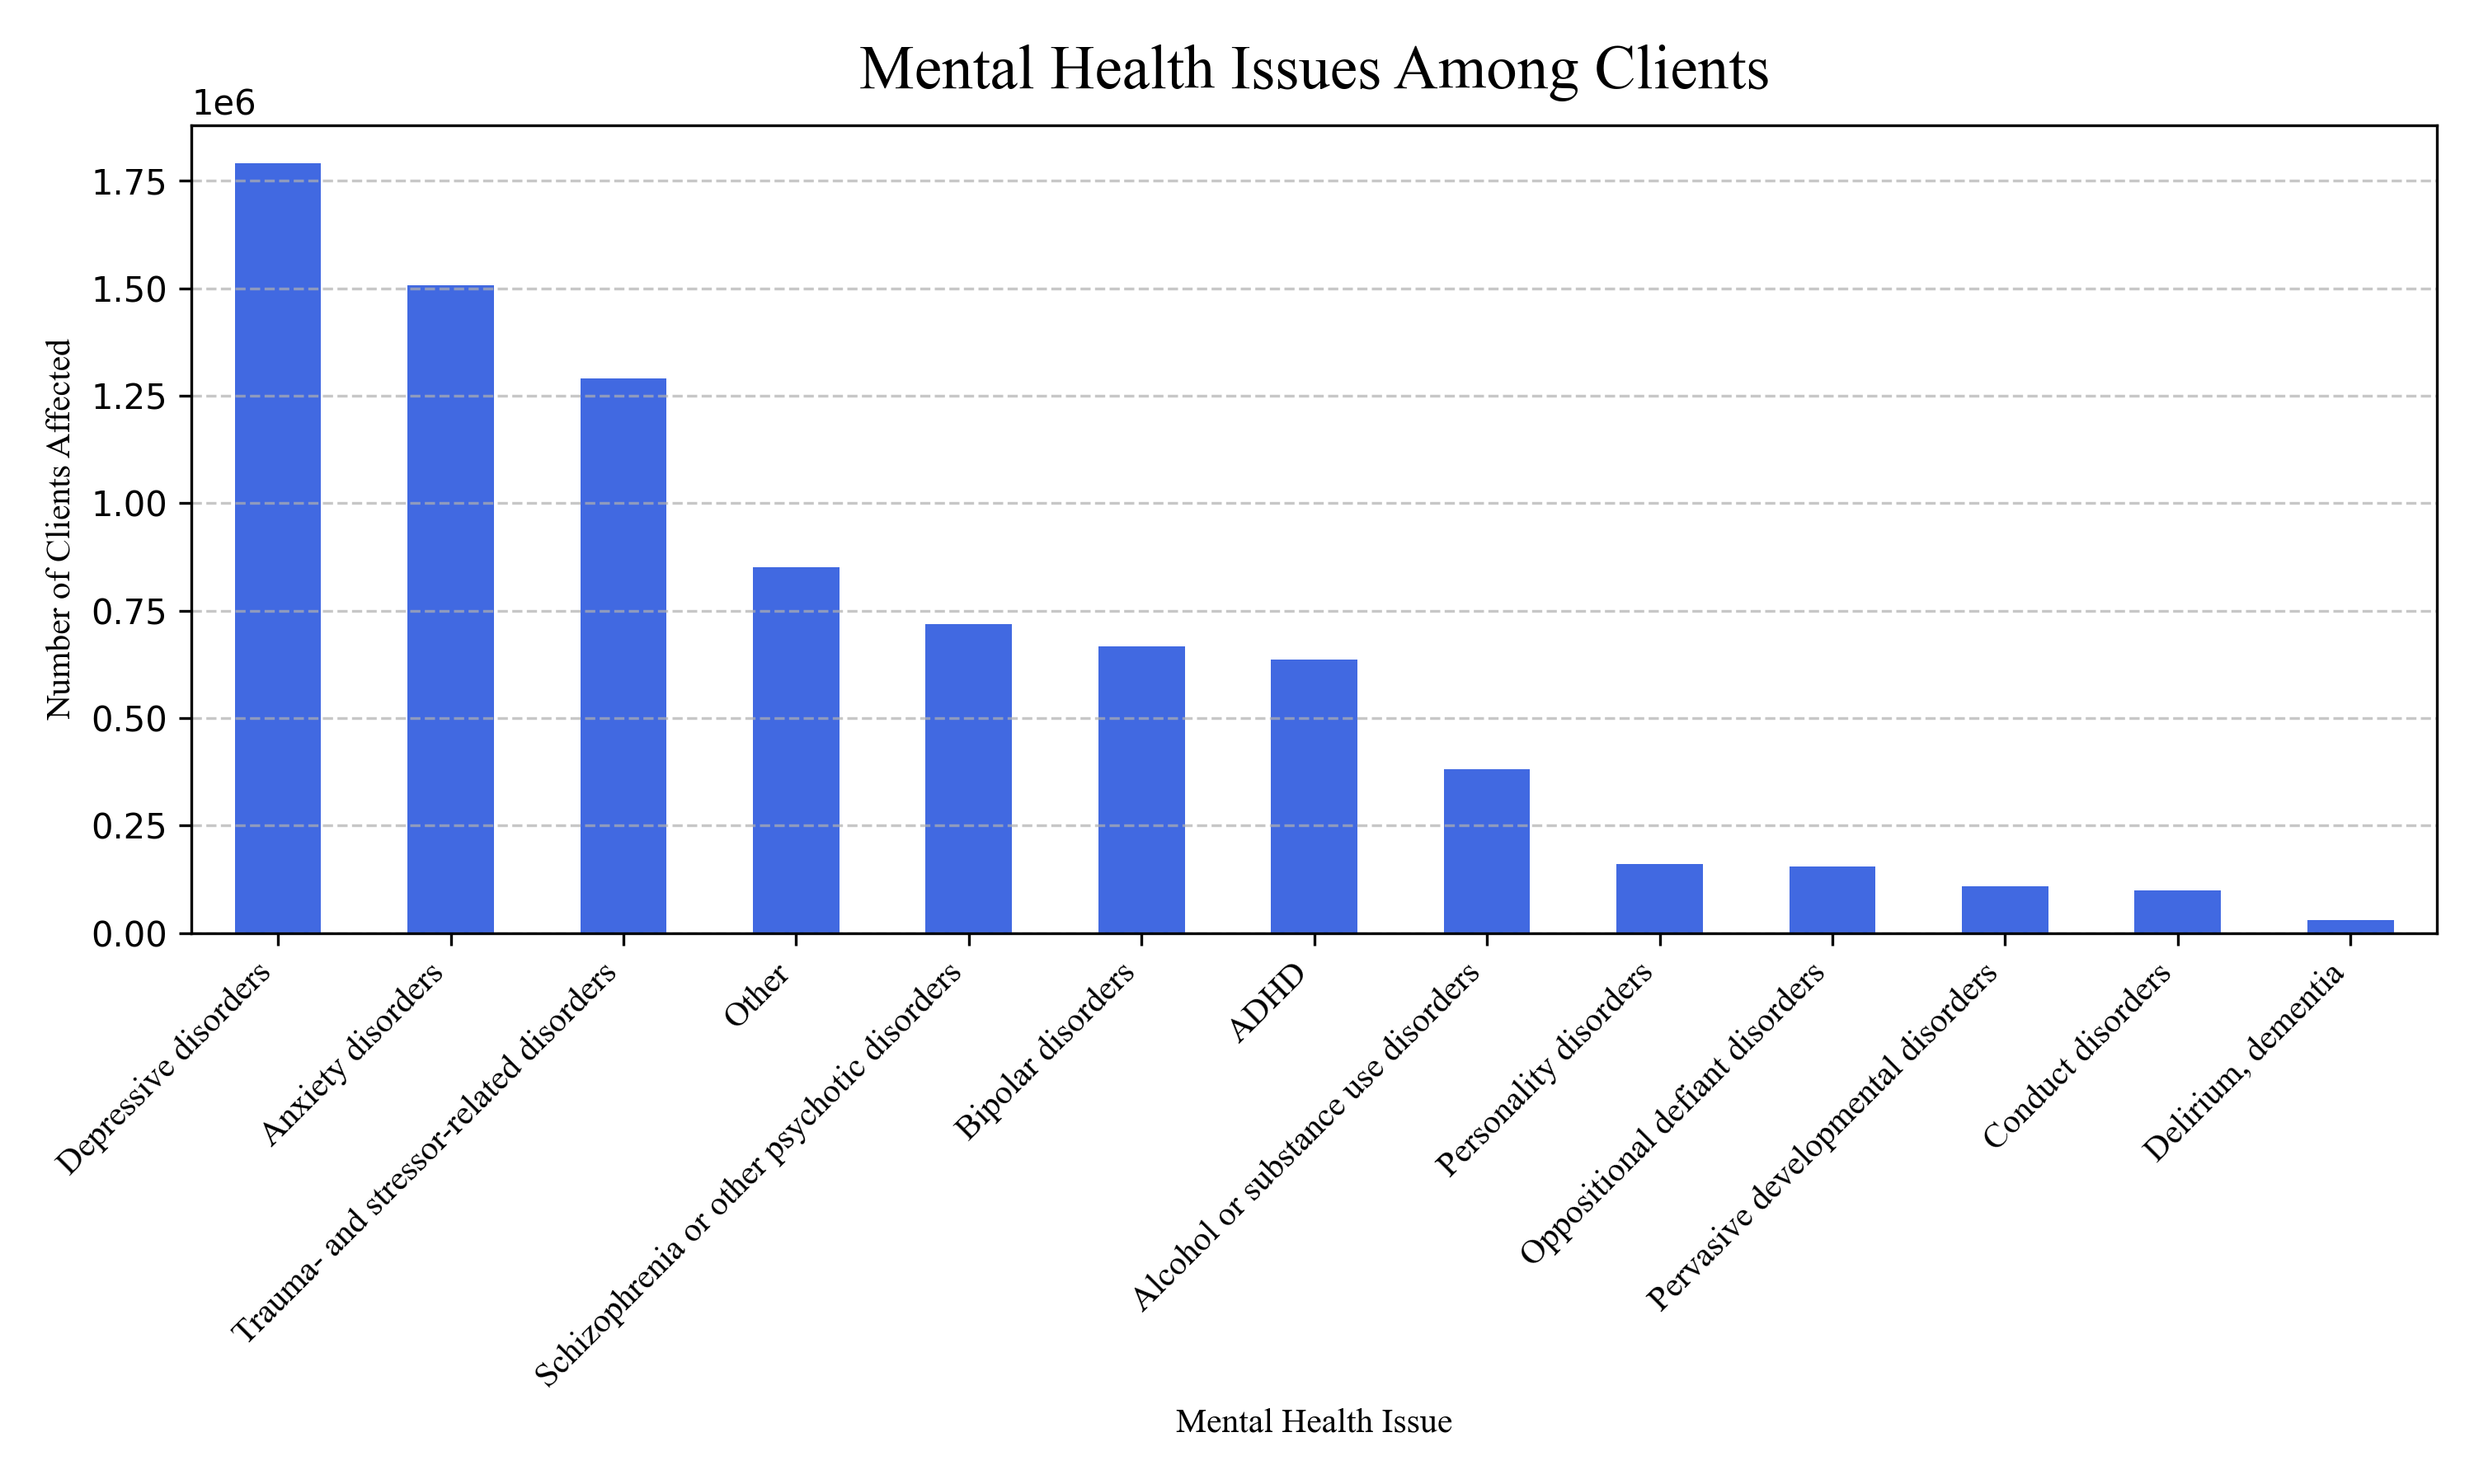 Mental Health Issues Among Clients
1e6
1.75
1.50
1.25
1.00
0.75
0.50
0.25
0.00
Number of Clients Affected
Depressive disorders
Anxiety disorders
Trauma- and stressor-related disorders
Other
Schizophrenia or other psychotic disorders
Bipolar disorders
ADHD
Alcohol or substance use disorders
Personality disorders
Oppositional defiant disorders
Pervasive developmental disorders
Conduct disorders
Delirium, dementia
Mental Health Issue